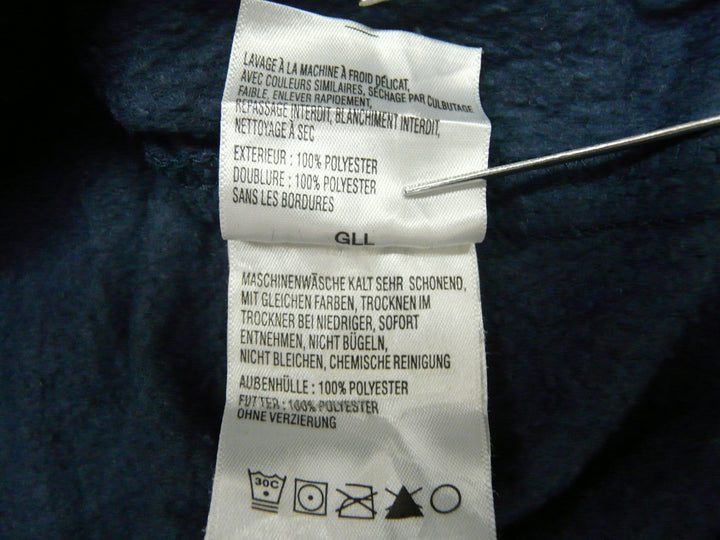 LAVAGE À LA MACHINE À FROID DÉLICAT,
AVEC COULEURS SIMILAIRES, SÉCHAGE PAR CULBUTAGE
FAIBLE, ENLEVER RAPIDEMENT,
REPASSAGE INTERDIT, BLANCHIMENT INTERDIT,
NETTOYAGE À SEC
EXTERIEUR : 100% POLYESTER
DOUBLURE : 100% POLYESTER
SANS LES BORDURES
GLL
MASCHINENWÄSCHE KALT SEHR SCHONEND,
MIT GLEICHEN FARBEN, TROCKNEN IM
TROCKNER BEI NIEDRIGER, SOFORT
ENTNEHMEN, NICHT BÜGELN,
NICHT BLEICHEN, CHEMISCHE REINIGUNG
AUBENHÜLLE : 100% POLYESTER
FUTTER : 100% POLYESTER
OHNE VERZIERUNG
30C